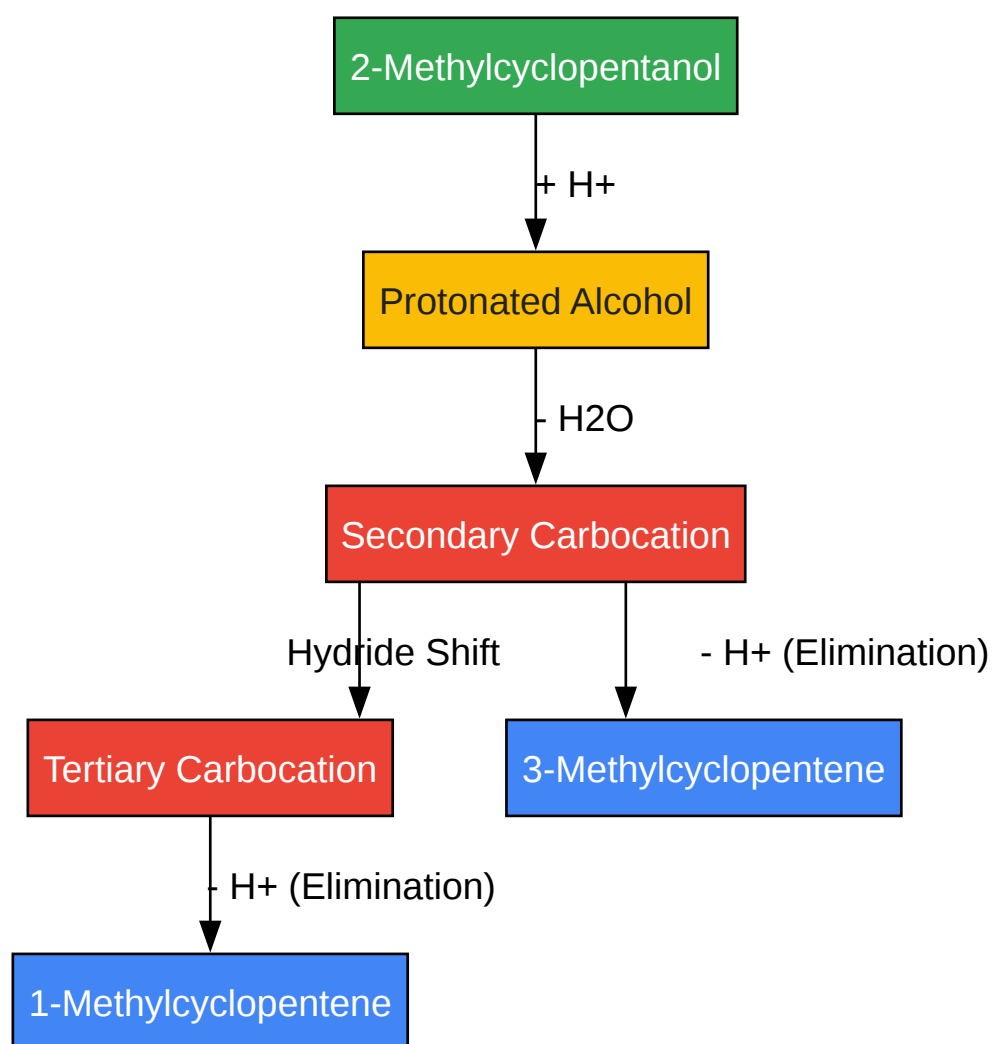 2-Methylcyclopentanol
+ H+
Protonated Alcohol
- H2O
Secondary Carbocation
Hydride Shift
- H+ (Elimination)
Tertiary Carbocation
3-Methylcyclopentene
- H+ (Elimination)
1-Methylcyclopentene